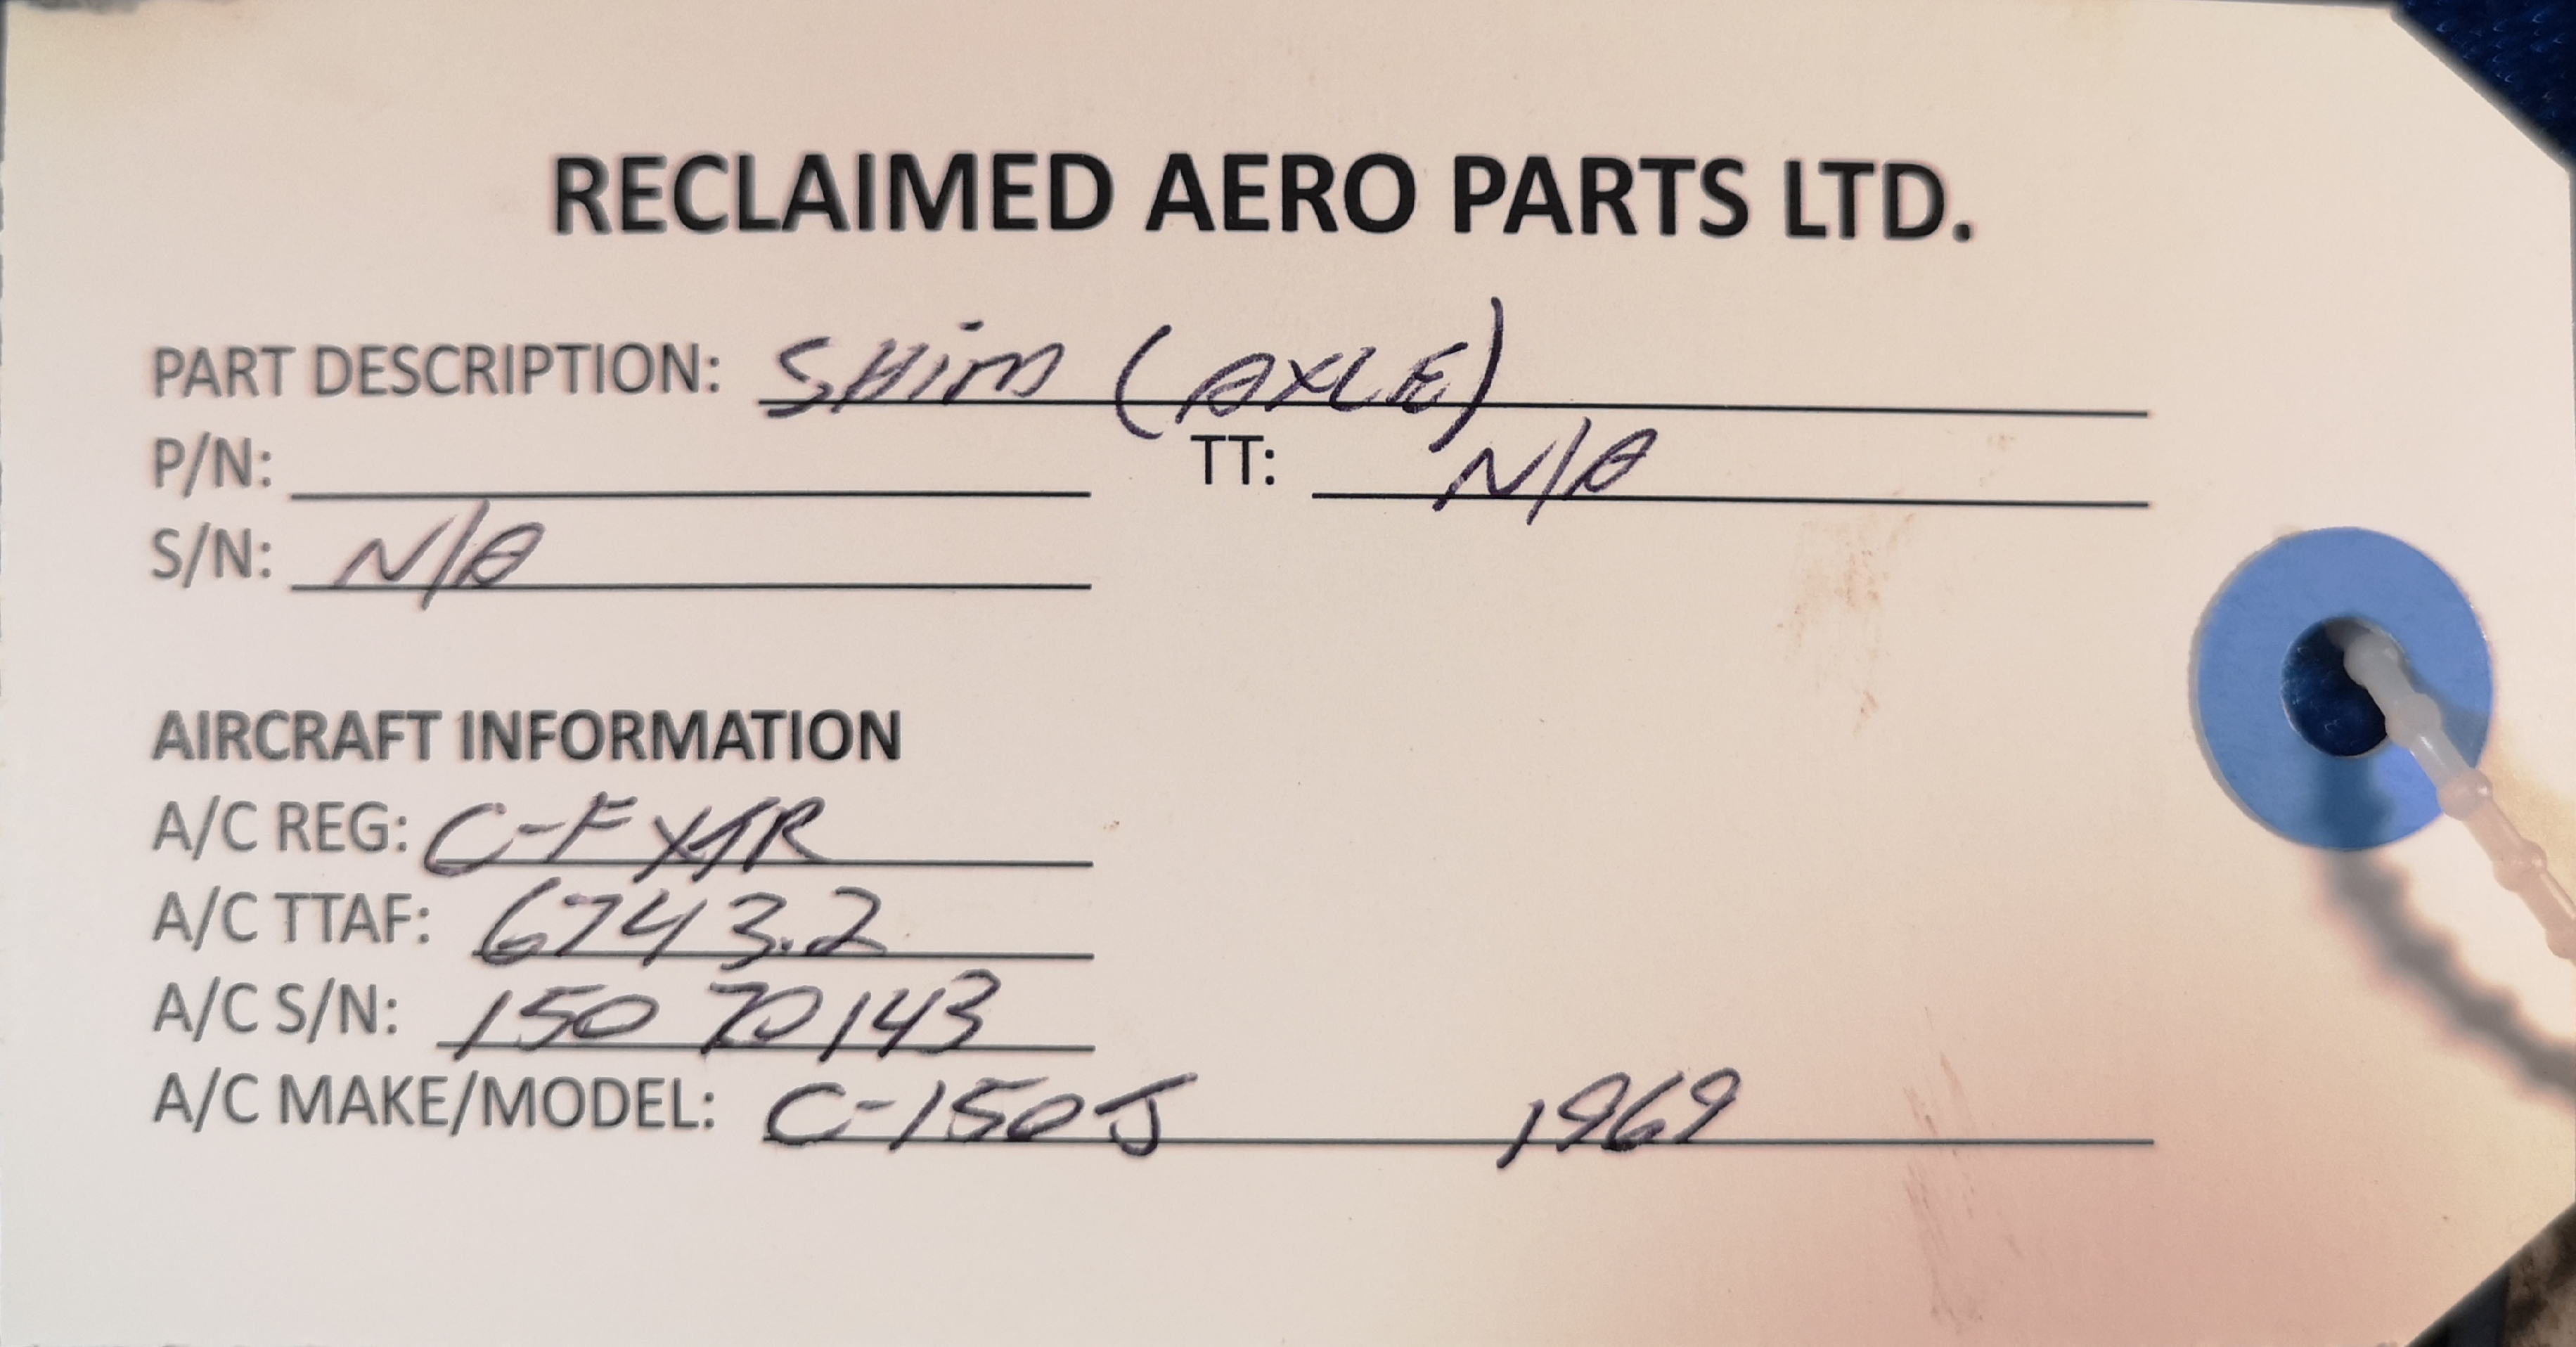 RECLAIMED AERO PARTS LTD.
PART DESCRIPTION: SHIM (AXLE)
P/N: TT: N/A
S/N: N/A
AIRCRAFT INFORMATION
A/C REG: C-FXTR
A/C TTAF: 6743.2
A/C S/N: 150 70143
A/C MAKE/MODEL: C-150J 1969